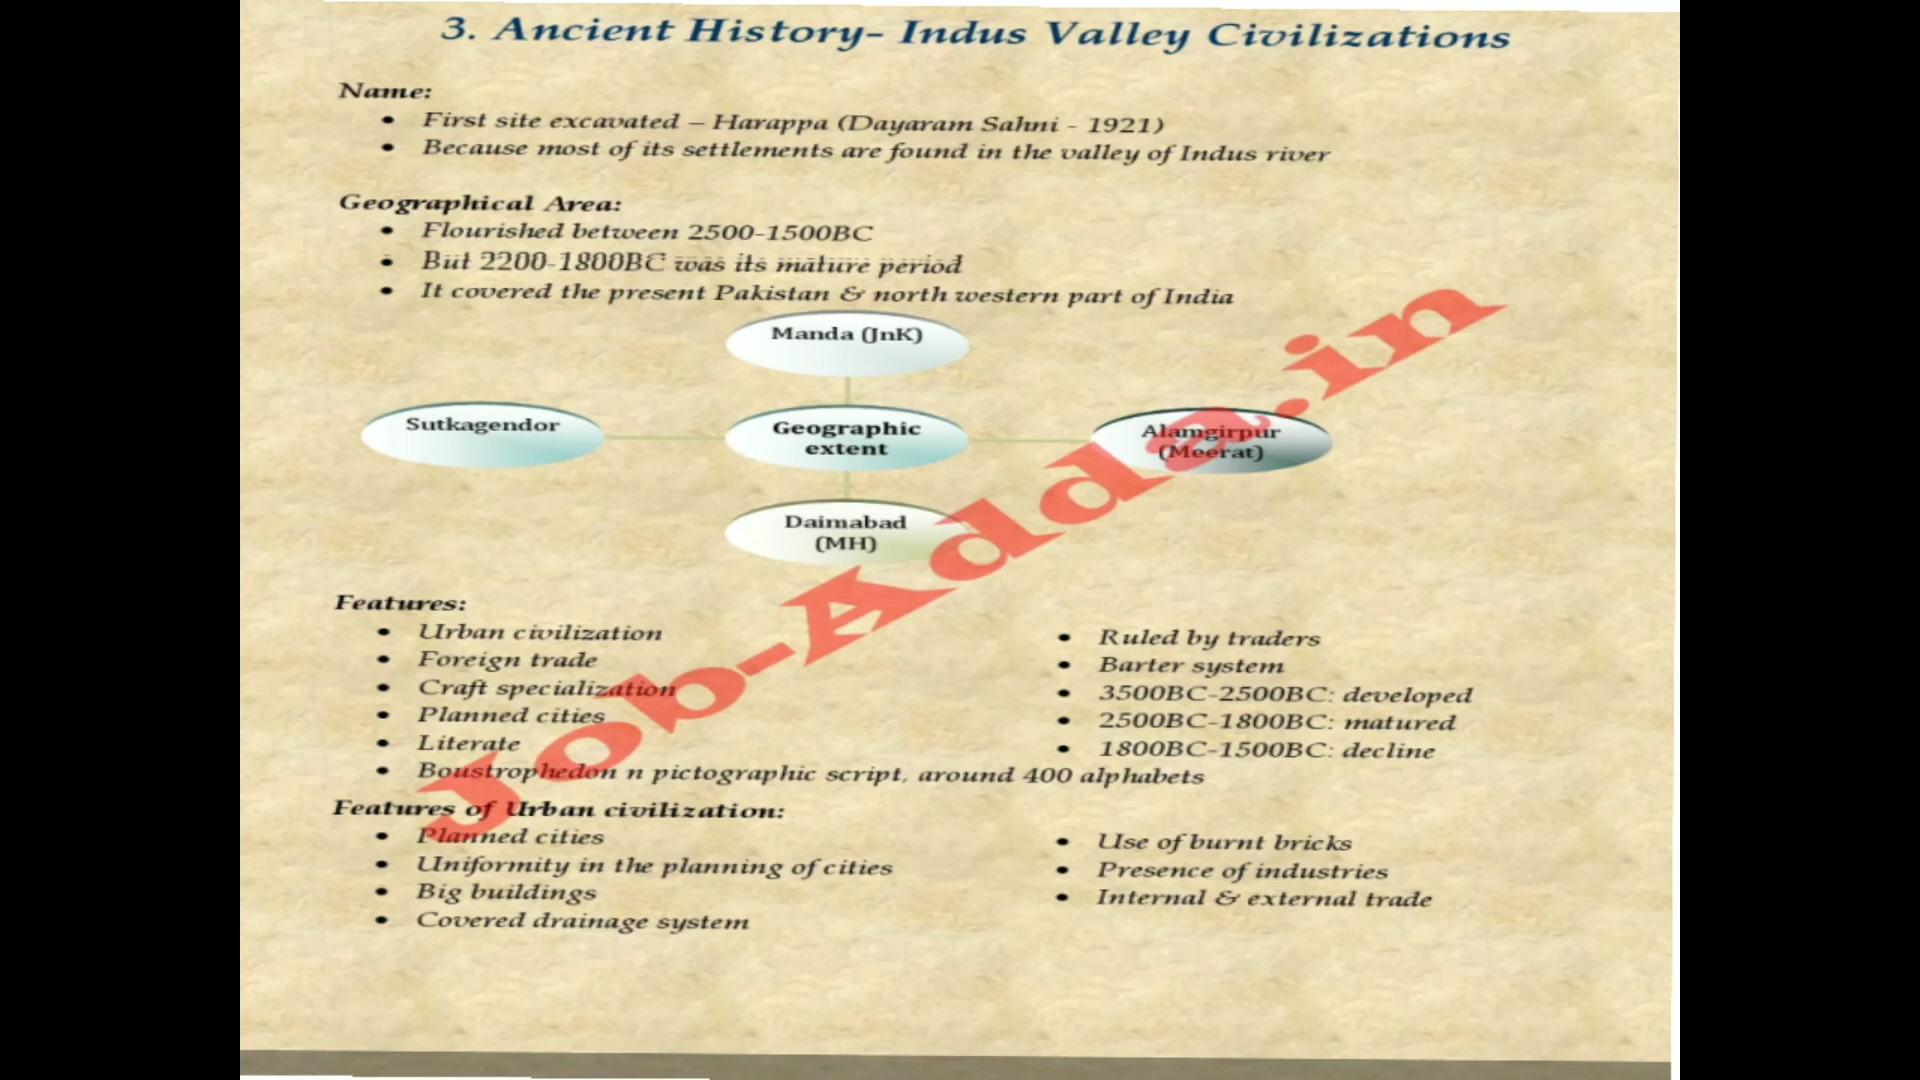 3. Ancient History- Indus Valley Civilizations
Name:
• First site excavated – Harappa (Dayaram Sahni - 1921)
• Because most of its settlements are found in the valley of Indus river
Geographical Area:
• Flourished between 2500-1500BC
• But 2200-1800BC was its mature period
• It covered the present Pakistan & north western part of India
Manda (JnK)
Sutkagendor
Geographic
extent
Alamgirpur
(Meerat)
Daimabad
(MH)
Job-Adda.in
Features:
• Urban civilization
• Foreign trade
• Craft specialization
• Planned cities
• Literate
• Boustrophedon n pictographic script, around 400 alphabets
• Ruled by traders
• Barter system
• 3500BC-2500BC: developed
• 2500BC-1800BC: matured
• 1800BC-1500BC: decline
Features of Urban civilization:
• Planned cities
• Uniformity in the planning of cities
• Big buildings
• Covered drainage system
• Use of burnt bricks
• Presence of industries
• Internal & external trade